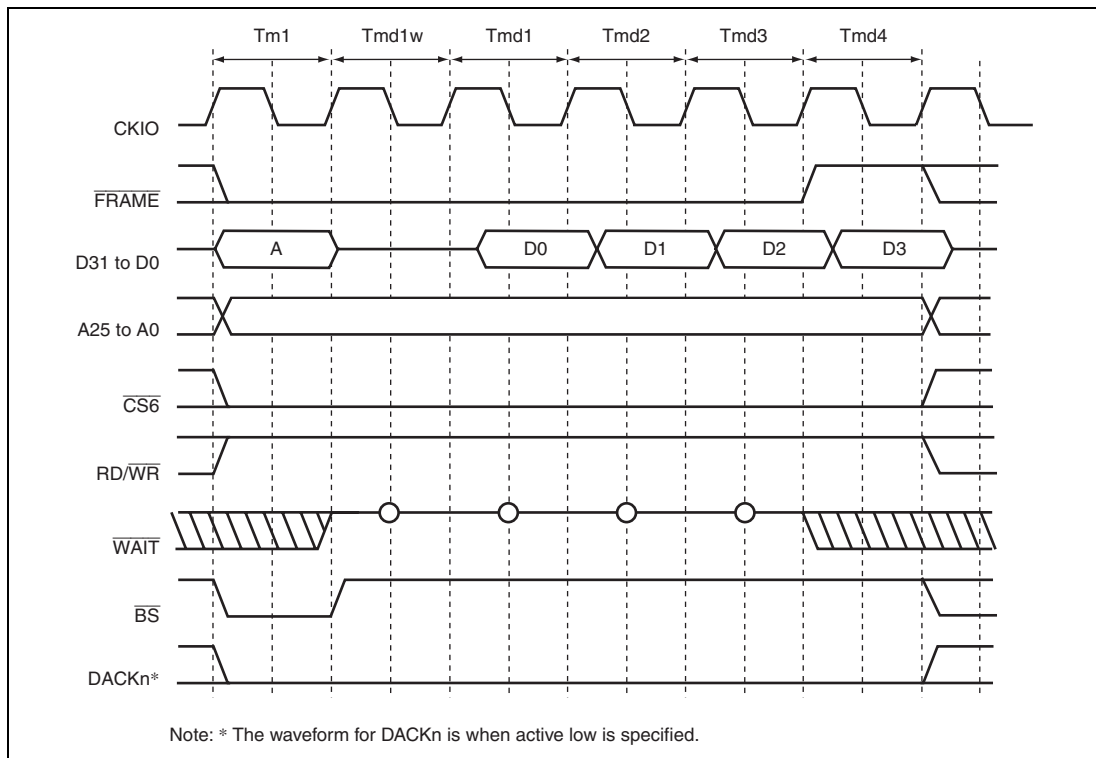 Tm1 Tmd1w Tmd1 Tmd2 Tmd3 Tmd4
CKIO
FRAME
A D0 D1 D2 D3
D31 to D0
A25 to A0
CS6
RD/WR
WAIT
BS
DACKn*
Note: * The waveform for DACKn is when active low is specified.